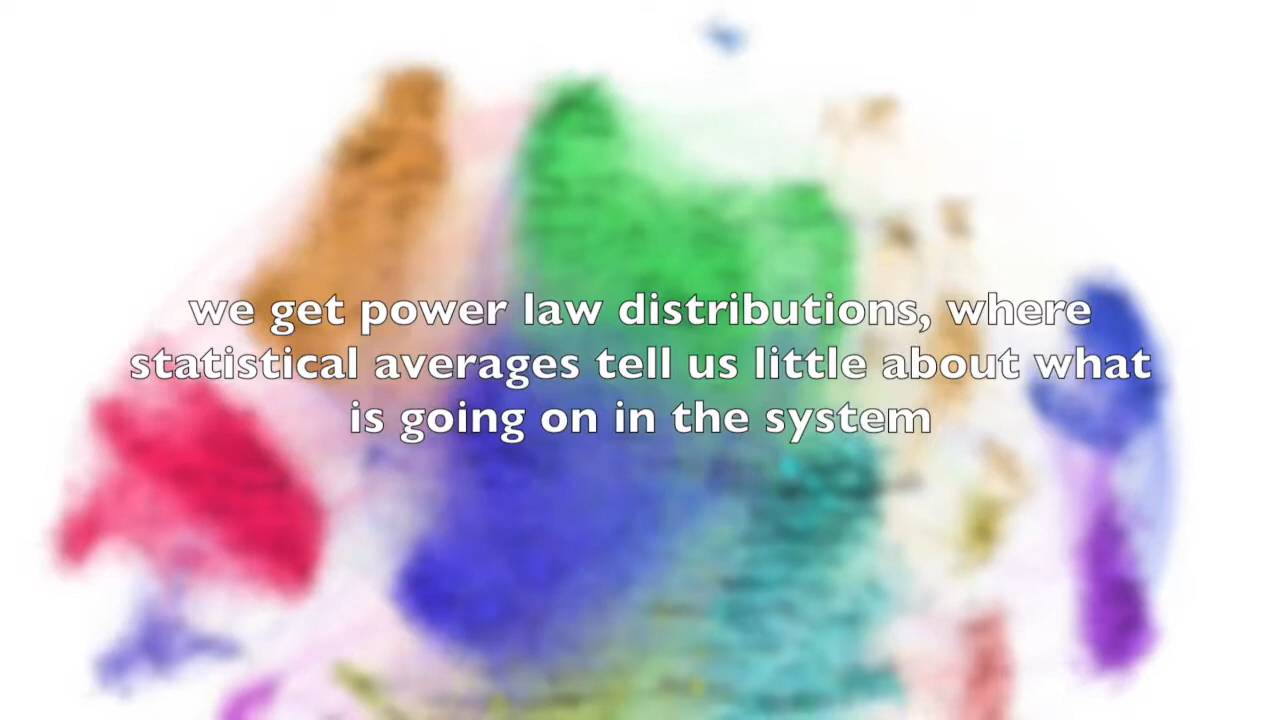 we get power law distributions, where
statistical averages tell us little about what
is going on in the system